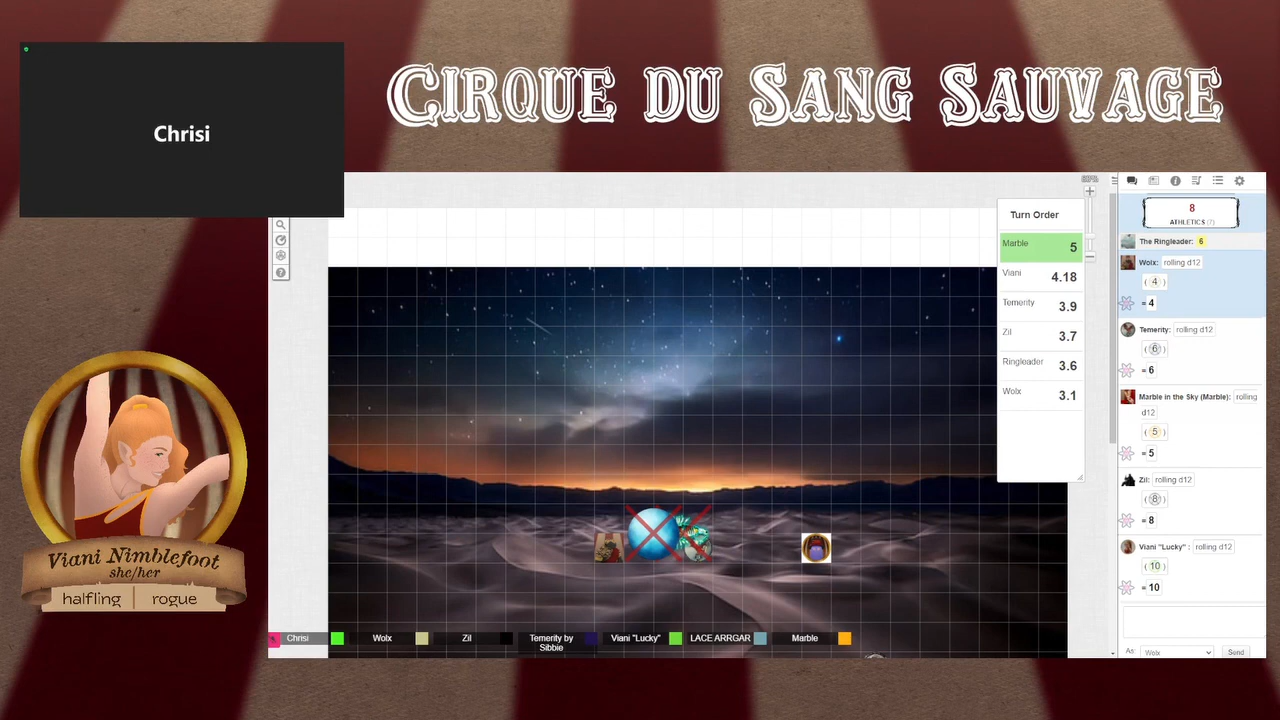 Chrisi
CIRQUE DU SANG SAUVAGE
Viani Nimblefoot
she/her
halfling rogue
Turn Order
Marble 5
Viani 4.18
Temerity 3.9
Zil 3.7
Ringleader 3.6
Wolx 3.1
8
ATHLETICS (7)
The Ringleader: 6
Wolx: rolling d12
( 4 )
= 4
Temerity: rolling d12
( 6 )
= 6
Marble in the Sky (Marble): rolling
d12
( 5 )
= 5
Zil: rolling d12
( 8 )
= 8
Viani "Lucky" : rolling d12
( 10 )
= 10
As: Wolx Send
Chrisi
Wolx
Zil
Temerity by
Sibbie
Viani "Lucky"
LACE ARRGAR
Marble